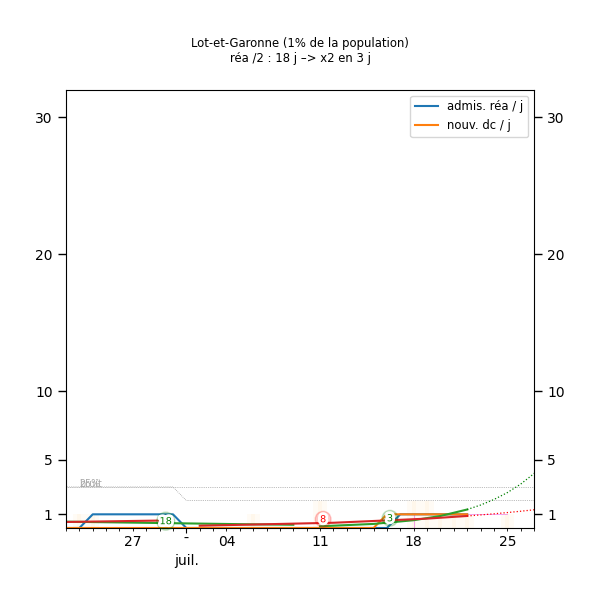 Lot-et-Garonne (1% de la population)
réa /2 : 18 j –> x2 en 3 j
admis. réa / j
nouv. dc / j
30 30
20 20
10 10
5 5
1 1
18 8 3
27 - 04 11 18 25
juil.